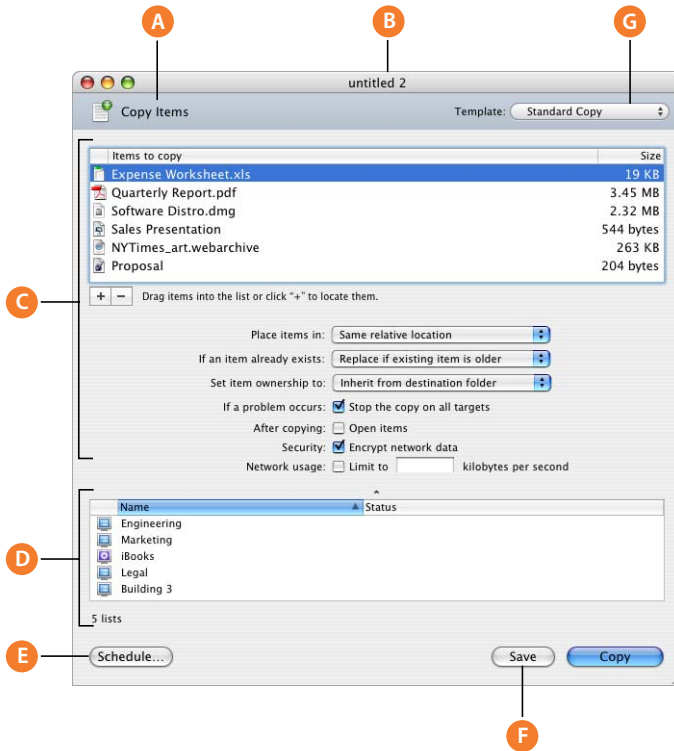 A
B
G
untitled 2
Copy Items
Template: Standard Copy
Items to copy Size
Expense Worksheet.xls 19 KB
Quarterly Report.pdf 3.45 MB
Software Distro.dmg 2.32 MB
Sales Presentation 544 bytes
NYTimes_art.webarchive 263 KB
Proposal 204 bytes
C
+ − Drag items into the list or click "+" to locate them.
Place items in: Same relative location
If an item already exists: Replace if existing item is older
Set item ownership to: Inherit from destination folder
If a problem occurs: Stop the copy on all targets
After copying: Open items
Security: Encrypt network data
Network usage: Limit to kilobytes per second
Name Status
Engineering
Marketing
D
iBooks
Legal
Building 3
5 lists
E
Schedule... Save Copy
F